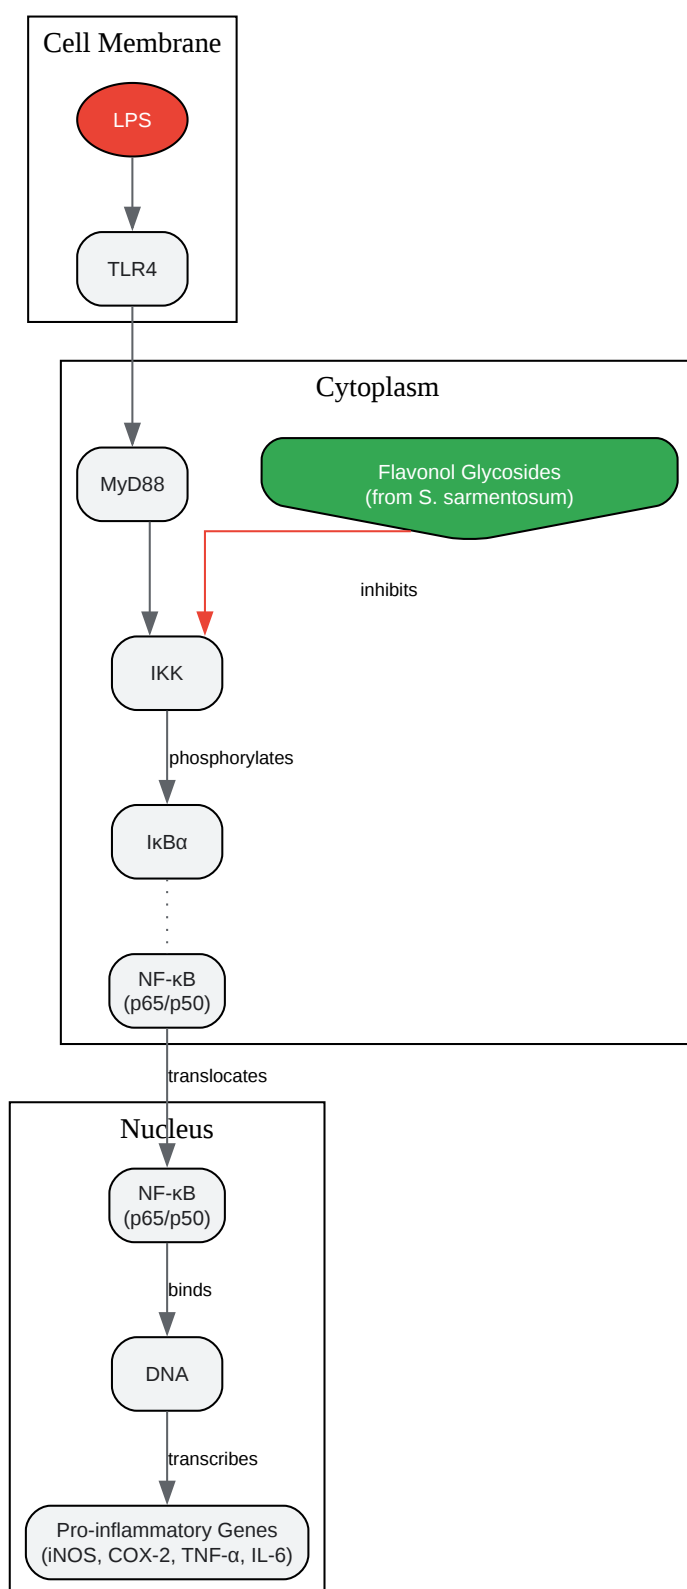 Cell Membrane
LPS
TLR4
Cytoplasm
MyD88
Flavonol Glycosides
(from S. sarmentosum)
inhibits
IKK
phosphorylates
IκBα
NF-κB
(p65/p50)
translocates
Nucleus
NF-κB
(p65/p50)
binds
DNA
transcribes
Pro-inflammatory Genes
(iNOS, COX-2, TNF-α, IL-6)